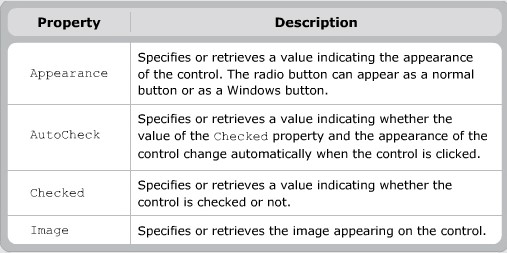 Property Description
Appearance
Specifies or retrieves a value indicating the appearance
of the control. The radio button can appear as a normal
button or as a Windows button.
AutoCheck
Specifies or retrieves a value indicating whether the
value of the Checked property and the appearance of the
control change automatically when the control is clicked.
Checked
Specifies or retrieves a value indicating whether the
control is checked or not.
Image Specifies or retrieves the image appearing on the control.